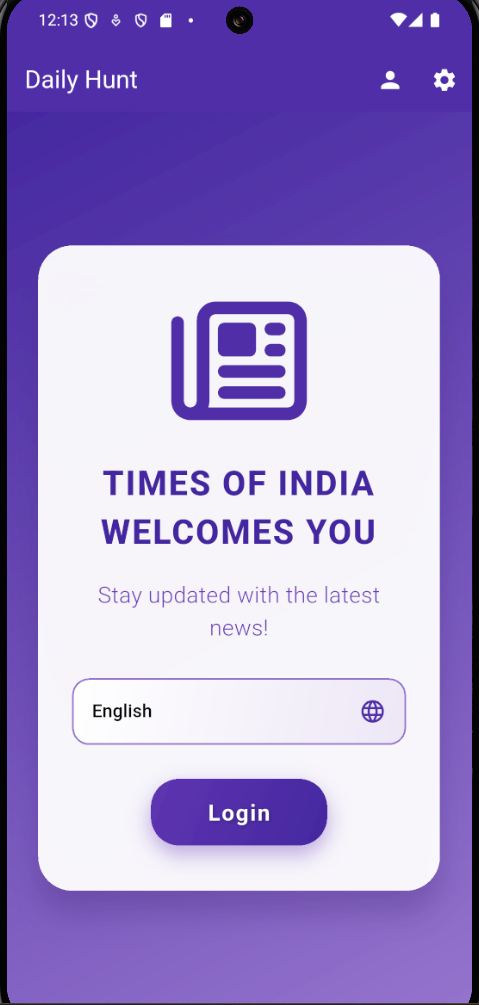 12:13
Daily Hunt
TIMES OF INDIA
WELCOMES YOU
Stay updated with the latest
news!
English
Login